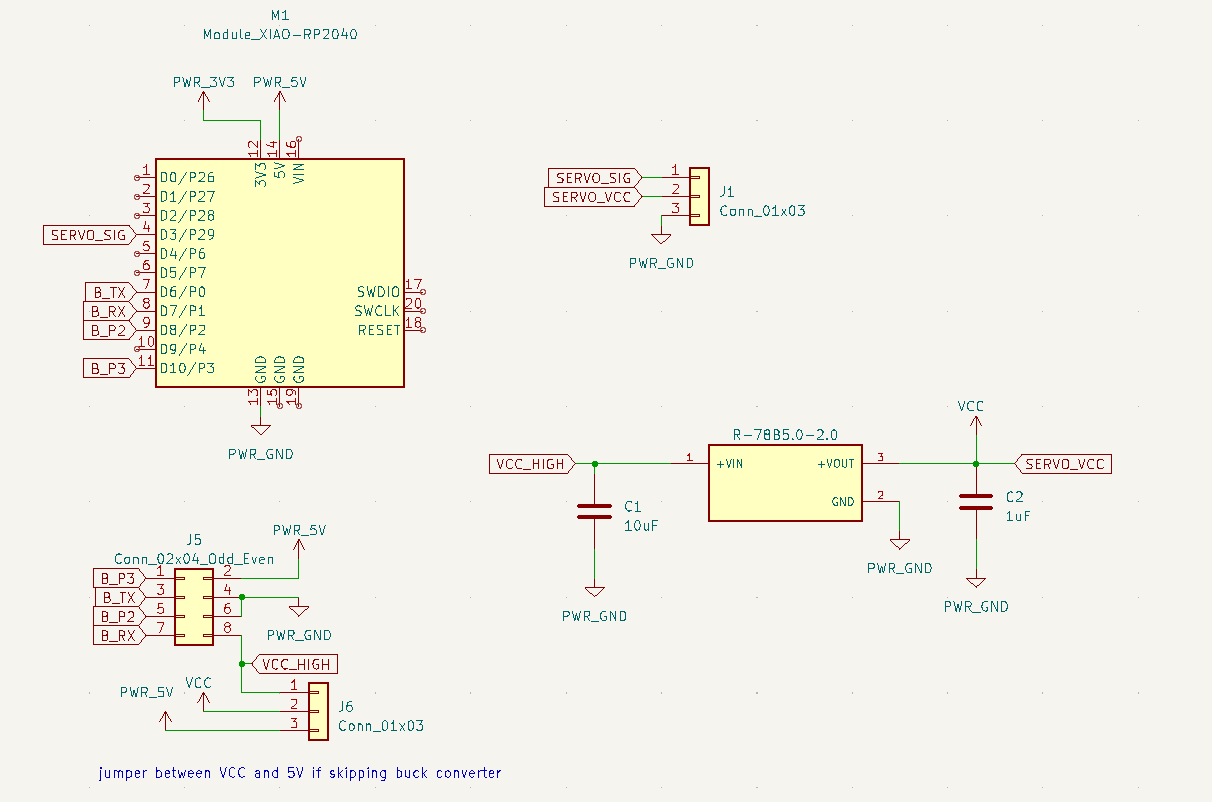 M1
Module_XIAO-RP2040
PWR_3V3
PWR_5V
12
14
16
3V3
5V
VIN
1
D0/P26
2
D1/P27
3
D2/P28
SERVO_SIG
4
D3/P29
5
D4/P6
6
D5/P7
B_TX
7
D6/P0
B_RX
8
D7/P1
B_P2
9
D8/P2
10
D9/P4
B_P3
11
D10/P3
SWDIO
17
SWCLK
20
RESET
18
GND
GND
GND
13
15
19
PWR_GND
SERVO_SIG
1
SERVO_VCC
2
3
J1
Conn_01x03
PWR_GND
VCC
R-78B5.0-2.0
VCC_HIGH
1
+VIN
+VOUT
3
SERVO_VCC
GND
2
C1
10uF
C2
1uF
PWR_GND
PWR_GND
PWR_GND
PWR_5V
J5
Conn_02x04_Odd_Even
B_P3
1
2
B_TX
3
4
B_P2
5
6
B_RX
7
8
PWR_GND
VCC_HIGH
PWR_5V
VCC
1
2
3
J6
Conn_01x03
jumper between VCC and 5V if skipping buck converter